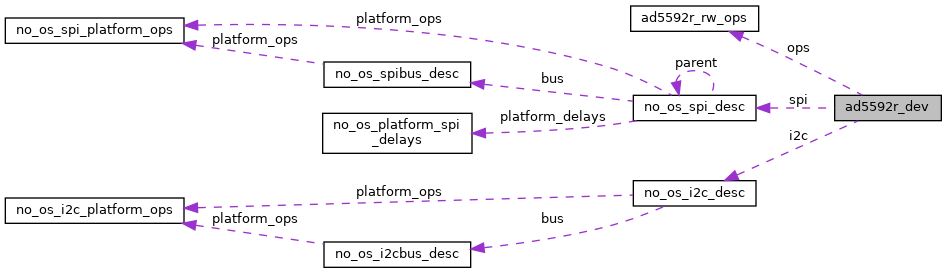 platform_ops
ad5592r_rw_ops
no_os_spi_platform_ops
platform_ops
ops
no_os_spibus_desc
bus
parent
no_os_spi_desc
spi
ad5592r_dev
platform_delays
no_os_platform_spi
_delays
i2c
platform_ops
no_os_i2c_desc
no_os_i2c_platform_ops
platform_ops
bus
no_os_i2cbus_desc